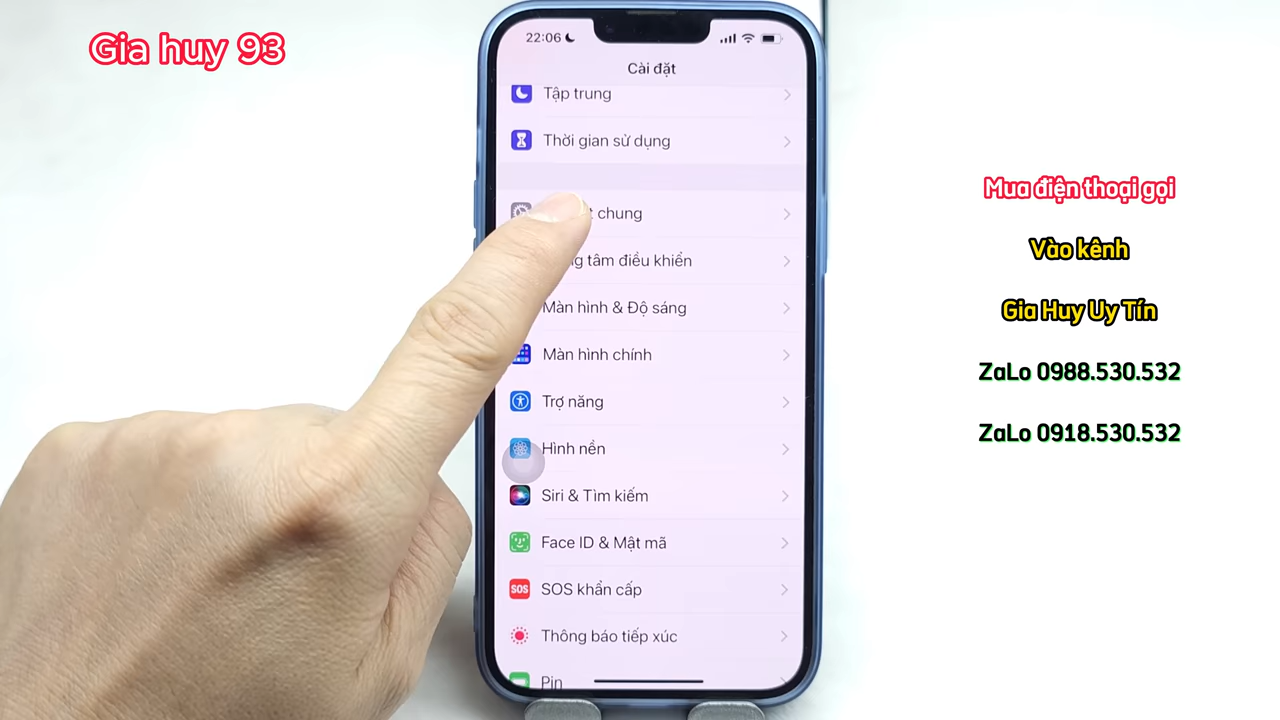 Gia huy 93
22:06
Cài đặt
Tập trung
Thời gian sử dụng
chung
tâm điều khiển
Màn hình & Độ sáng
Màn hình chính
Trợ năng
Hình nền
Siri & Tìm kiếm
Face ID & Mật mã
SOS
SOS khẩn cấp
Thông báo tiếp xúc
Pin
Mua điện thoại gọi
Vào kênh
Gia Huy Uy Tín
ZaLo 0988.530.532
ZaLo 0918.530.532